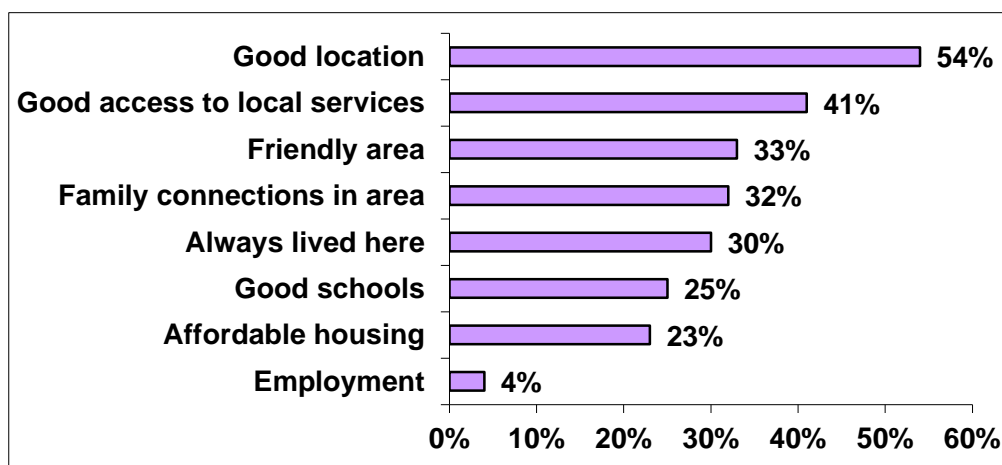 Good location 54%
Good access to local services 41%
Friendly area 33%
Family connections in area 32%
Always lived here 30%
Good schools 25%
Affordable housing 23%
Employment 4%
0% 10% 20% 30% 40% 50% 60%